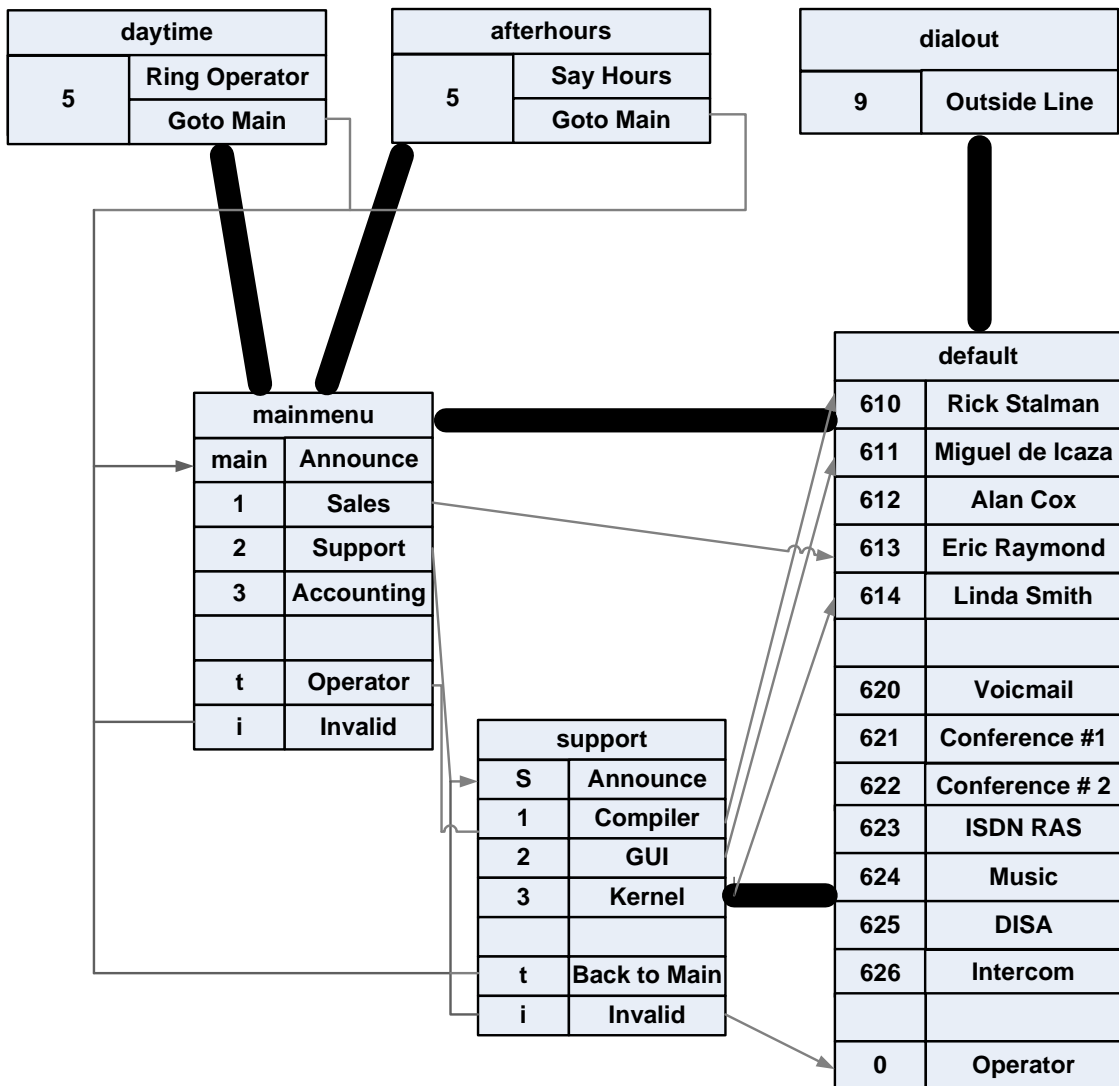 daytime
5
Ring Operator
Goto Main
afterhours
5
Say Hours
Goto Main
dialout
9 Outside Line
mainmenu
main Announce
1 Sales
2 Support
3 Accounting
t Operator
i Invalid
support
S Announce
1 Compiler
2 GUI
3 Kernel
t Back to Main
i Invalid
default
610 Rick Stalman
611 Miguel de Icaza
612 Alan Cox
613 Eric Raymond
614 Linda Smith
620 Voicmail
621 Conference #1
622 Conference # 2
623 ISDN RAS
624 Music
625 DISA
626 Intercom
0 Operator